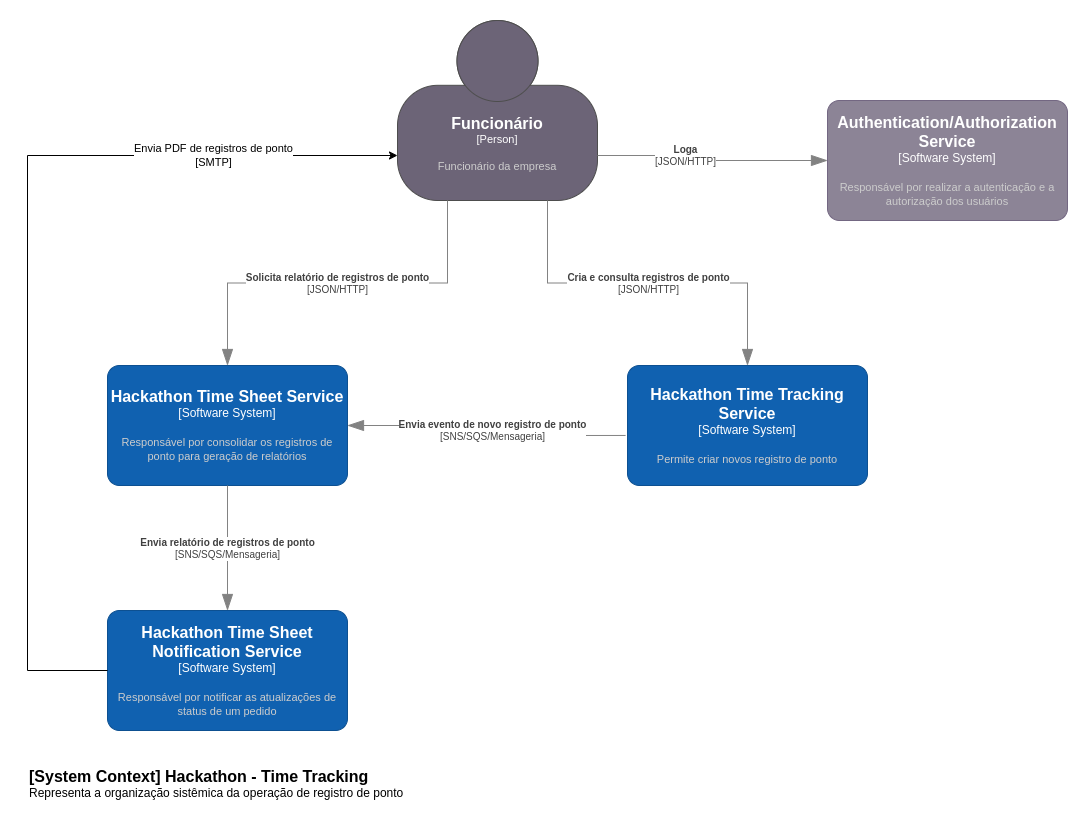 Funcionário
[Person]
Funcionário da empresa
Authentication/Authorization
Service
[Software System]
Responsável por realizar a autenticação e a
autorização dos usuários
Envia PDF de registros de ponto
[SMTP]
Loga
[JSON/HTTP]
Solicita relatório de registros de ponto
[JSON/HTTP]
Cria e consulta registros de ponto
[JSON/HTTP]
Hackathon Time Sheet Service
[Software System]
Responsável por consolidar os registros de
ponto para geração de relatórios
Envia evento de novo registro de ponto
[SNS/SQS/Mensageria]
Hackathon Time Tracking
Service
[Software System]
Permite criar novos registro de ponto
Envia relatório de registros de ponto
[SNS/SQS/Mensageria]
Hackathon Time Sheet
Notification Service
[Software System]
Responsável por notificar as atualizações de
status de um pedido
[System Context] Hackathon - Time Tracking
Representa a organização sistêmica da operação de registro de ponto